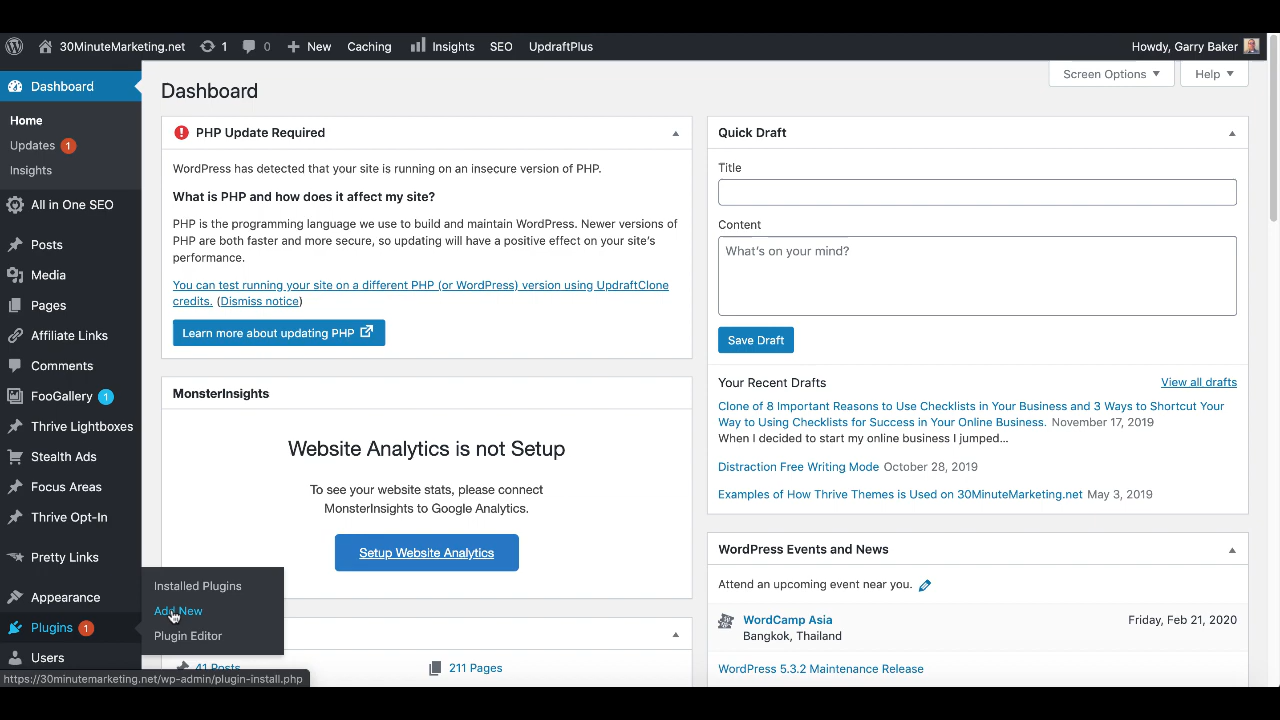 30MinuteMarketing.net
1
0
New
Caching
Insights
SEO
UpdraftPlus
Howdy, Garry Baker
Screen Options
Help
Dashboard
Home
Updates 1
Insights
All in One SEO
Posts
Media
Pages
Affiliate Links
Comments
FooGallery 1
Thrive Lightboxes
Stealth Ads
Focus Areas
Thrive Opt-In
Pretty Links
Appearance
Plugins 1
Users
Installed Plugins
Add New
Plugin Editor
Dashboard
PHP Update Required
WordPress has detected that your site is running on an insecure version of PHP.
What is PHP and how does it affect my site?
PHP is the programming language we use to build and maintain WordPress. Newer versions of
PHP are both faster and more secure, so updating will have a positive effect on your site's
performance.
You can test running your site on a different PHP (or WordPress) version using UpdraftClone
credits. (Dismiss notice)
Learn more about updating PHP
MonsterInsights
Website Analytics is not Setup
To see your website stats, please connect
MonsterInsights to Google Analytics.
Setup Website Analytics
41 Posts
211 Pages
Quick Draft
Title
Content
What's on your mind?
Save Draft
Your Recent Drafts
View all drafts
Clone of 8 Important Reasons to Use Checklists in Your Business and 3 Ways to Shortcut Your
Way to Using Checklists for Success in Your Online Business. November 17, 2019
When I decided to start my online business I jumped...
Distraction Free Writing Mode October 28, 2019
Examples of How Thrive Themes is Used on 30MinuteMarketing.net May 3, 2019
WordPress Events and News
Attend an upcoming event near you.
WordCamp Asia
Friday, Feb 21, 2020
Bangkok, Thailand
WordPress 5.3.2 Maintenance Release
https://30minutemarketing.net/wp-admin/plugin-install.php